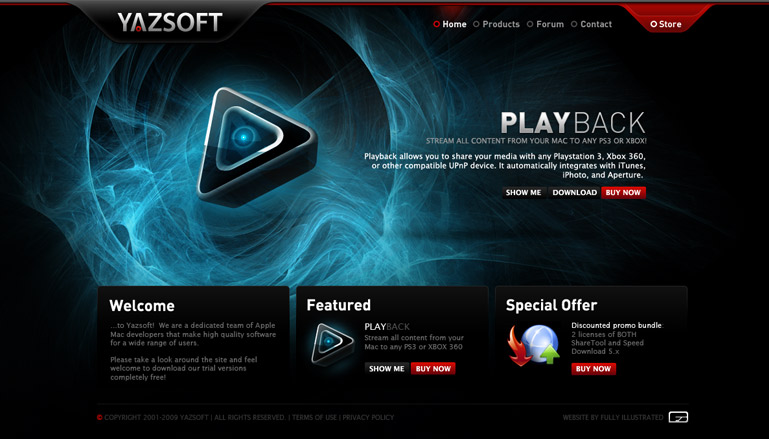 YAZSOFT
Home Products Forum Contact
Store
PLAYBACK
STREAM ALL CONTENT FROM YOUR MAC TO ANY PS3 OR XBOX!
Playback allows you to share your media with any Playstation 3, Xbox 360,
or other compatible UPnP device. It automatically integrates with iTunes,
iPhoto, and Aperture.
SHOW ME DOWNLOAD BUY NOW
Welcome
...to Yazsoft! We are a dedicated team of Apple
Mac developers that make high quality software
for a wide range of users.
Please take a look around the site and feel
welcome to download our trial versions
completely free!
Featured
PLAYBACK
Stream all content from your
Mac to any PS3 or XBOX 360
SHOW ME BUY NOW
Special Offer
Discounted promo bundle
2 licenses of BOTH
ShareTool and Speed
Download 5.x
BUY NOW
© COPYRIGHT 2001-2009 YAZSOFT | ALL RIGHTS RESERVED. | TERMS OF USE | PRIVACY POLICY
WEBSITE BY FULLY ILLUSTRATED